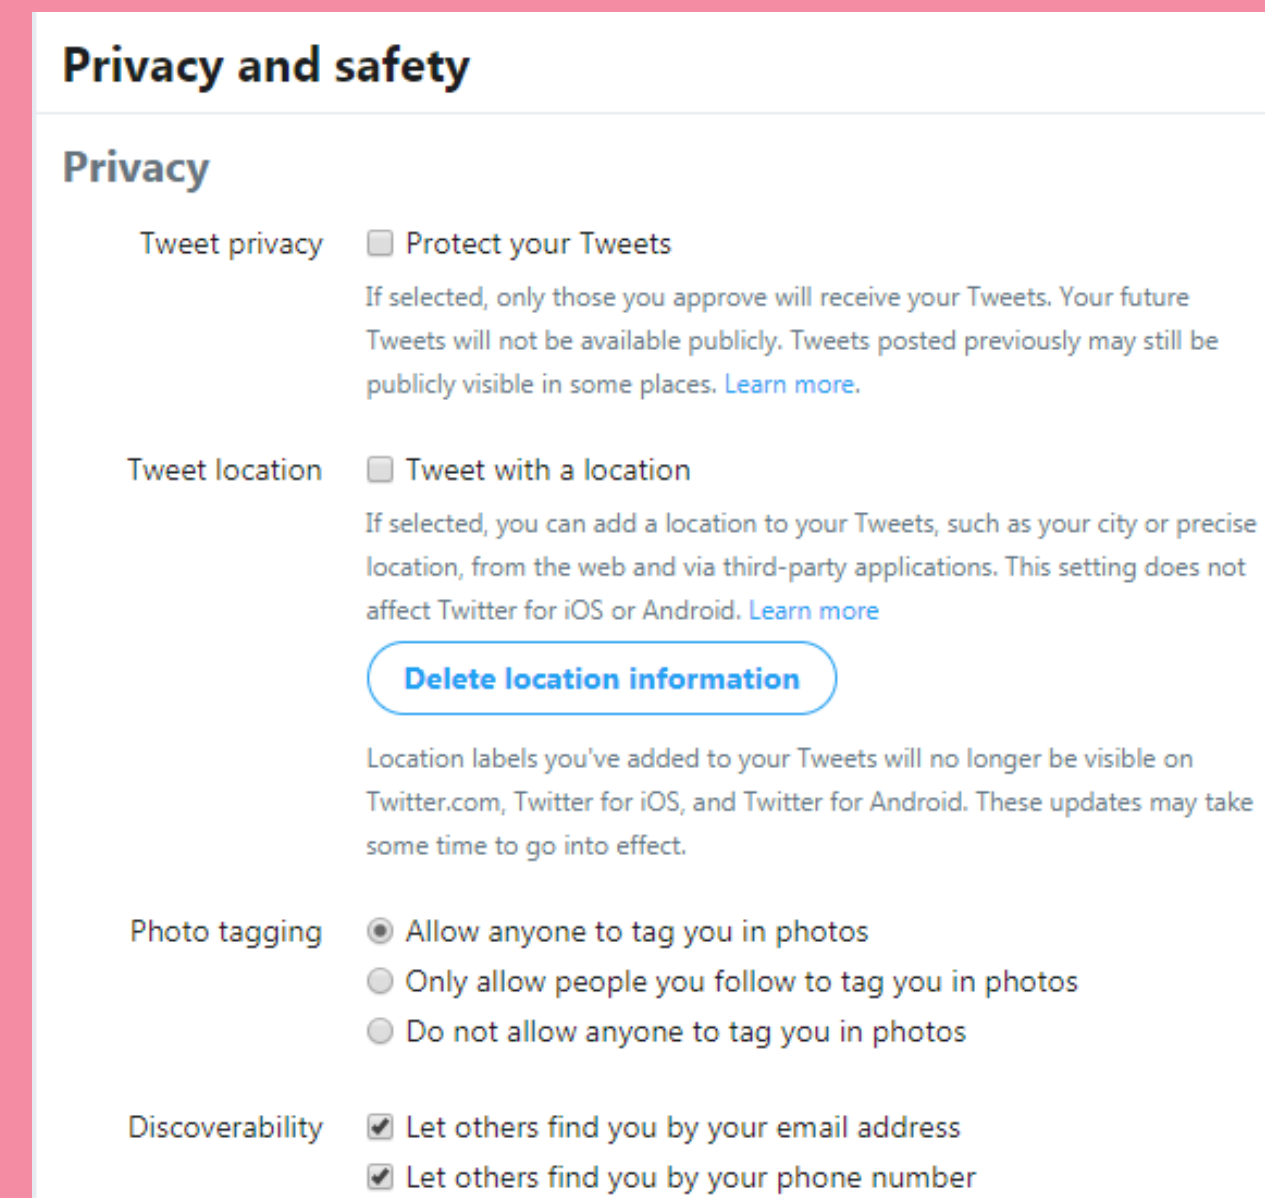 Privacy and safety
Privacy
Tweet privacy Protect your Tweets
If selected, only those you approve will receive your Tweets. Your future
Tweets will not be available publicly. Tweets posted previously may still be
publicly visible in some places. Learn more.
Tweet location Tweet with a location
If selected, you can add a location to your Tweets, such as your city or precise
location, from the web and via third-party applications. This setting does not
affect Twitter for iOS or Android. Learn more
Delete location information
Location labels you've added to your Tweets will no longer be visible on
Twitter.com, Twitter for iOS, and Twitter for Android. These updates may take
some time to go into effect.
Photo tagging Allow anyone to tag you in photos
Only allow people you follow to tag you in photos
Do not allow anyone to tag you in photos
Discoverability Let others find you by your email address
Let others find you by your phone number